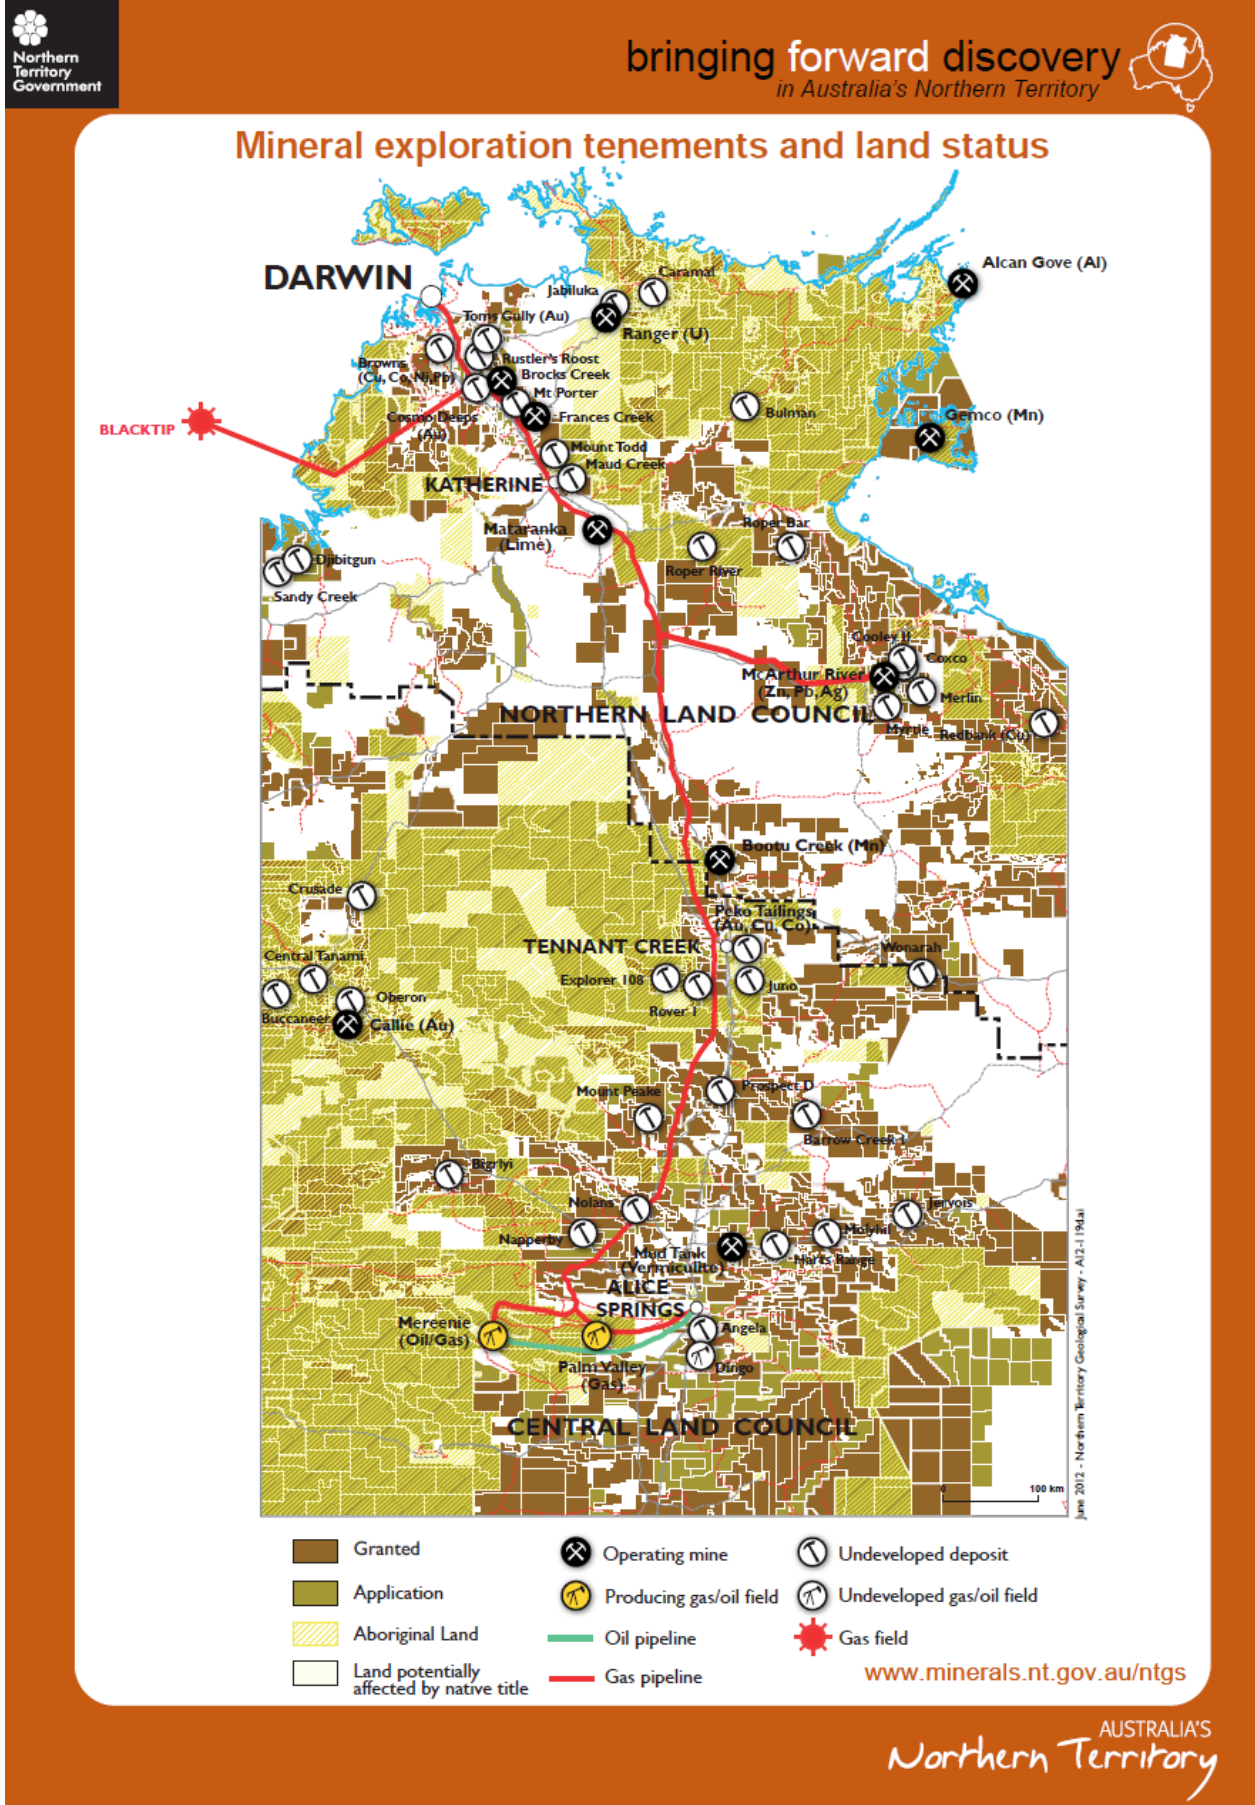 Northern
Territory
Government
bringing forward discovery
in Australia's Northern Territory
Mineral exploration tenements and land status
DARWIN
Alcan Gove (Al)
Caramal
Jabiluka
Ranger (U)
Toms Gully (Au)
Rustler's Roost
Browns
(Cu, Co, Ni, Pb)
Brocks Creek
Mt Porter
Cosmo Deeps
(Au)
Frances Creek
Bulman
Gemco (Mn)
BLACKTIP
Mount Todd
Maud Creek
KATHERINE
Mataranka
(Lime)
Roper Bar
Roper River
Djibitgun
Sandy Creek
Cooley II
Coxco
McArthur River
(Zn, Pb, Ag)
Merlin
NORTHERN LAND COUNCIL
Myrtle
Redbank (Cu)
Bootu Creek (Mn)
Crusade
Peko Tailings
(Au, Cu, Co)
TENNANT CREEK
Wonarah
Central Tanami
Explorer 108
Juno
Oberon
Rover 1
Buccaneer
Callie (Au)
Mount Peake
Prospect D
Barrow Creek 1
Bigrlyi
Nolans
Jervois
Napperby
Molyhil
Mud Tank
(Vermiculite)
Harts Range
ALICE
SPRINGS
Mereenie
(Oil/Gas)
Angela
Palm Valley
(Gas)
Dingo
CENTRAL LAND COUNCIL
0 100 km
June 2012 - Northern Territory Geological Survey - A12-119d.ai
Granted
Operating mine
Undeveloped deposit
Application
Producing gas/oil field
Undeveloped gas/oil field
Aboriginal Land
Oil pipeline
Gas field
Land potentially
affected by native title
Gas pipeline
www.minerals.nt.gov.au/ntgs
AUSTRALIA'S
Northern Territory